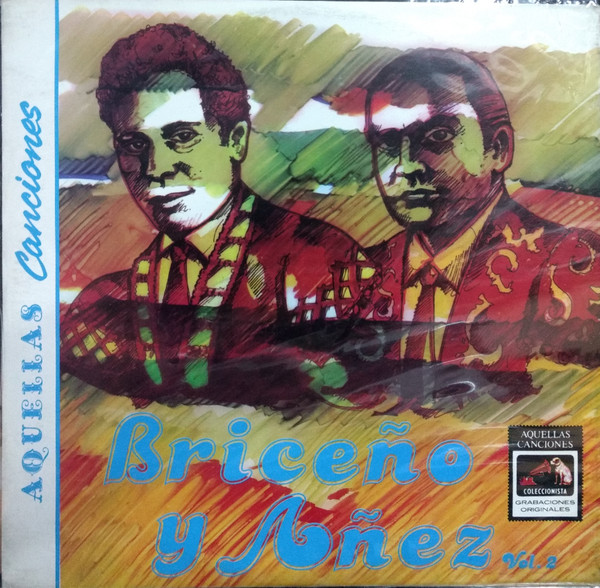 AQUELLAS Canciones
Briceño
y Añez
Vol. 2
AQUELLAS
CANCIONES
COLECCIONISTA
GRABACIONES
ORIGINALES